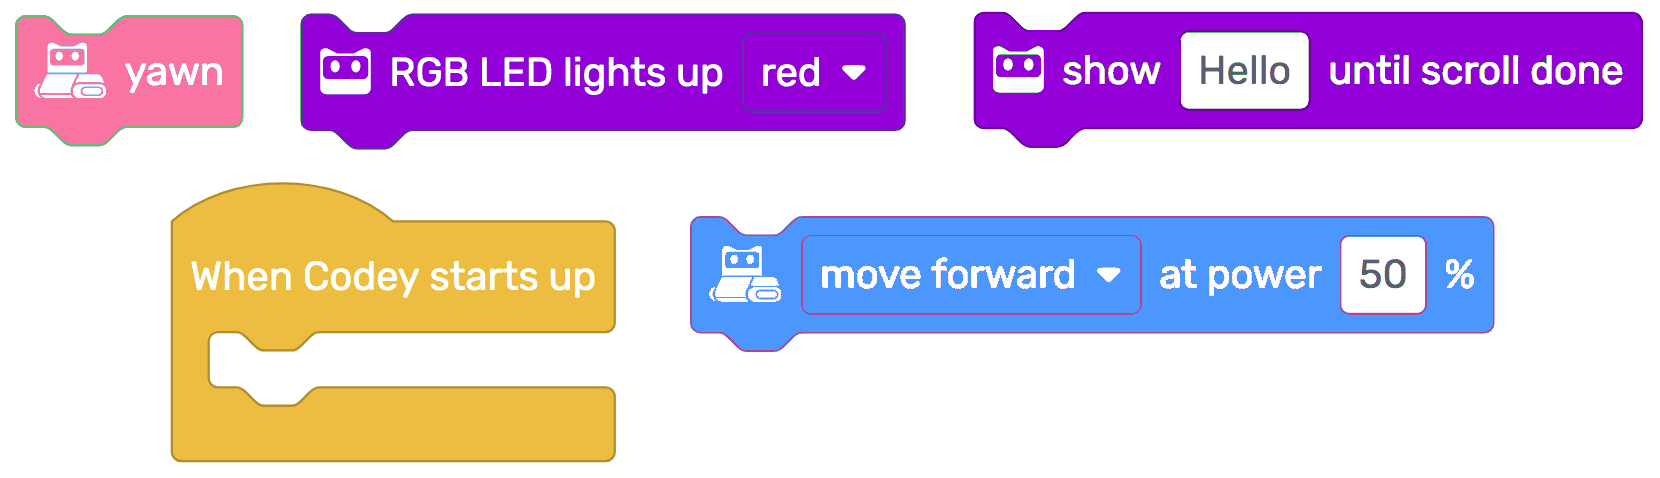 yawn
RGB LED lights up red
show Hello until scroll done
When Codey starts up
move forward at power 50 %